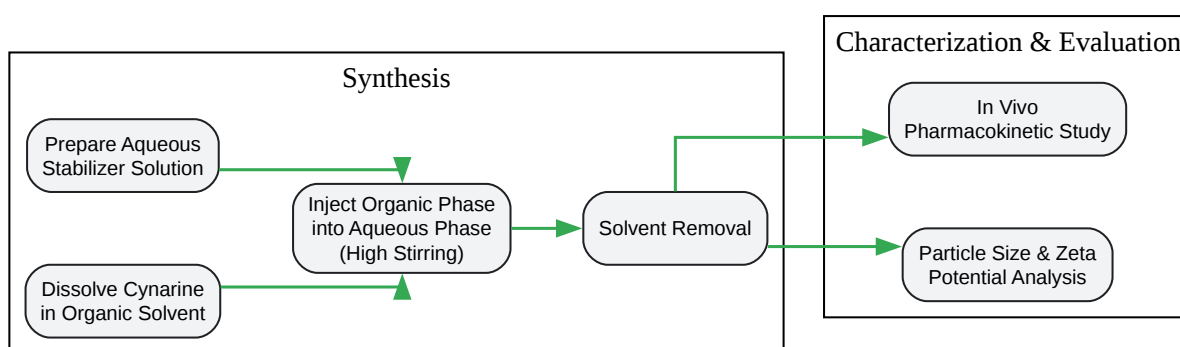 Synthesis
Prepare Aqueous
Stabilizer Solution
Dissolve Cynarine
in Organic Solvent
Inject Organic Phase
into Aqueous Phase
(High Stirring)
Solvent Removal
Characterization & Evaluation
In Vivo
Pharmacokinetic Study
Particle Size & Zeta
Potential Analysis